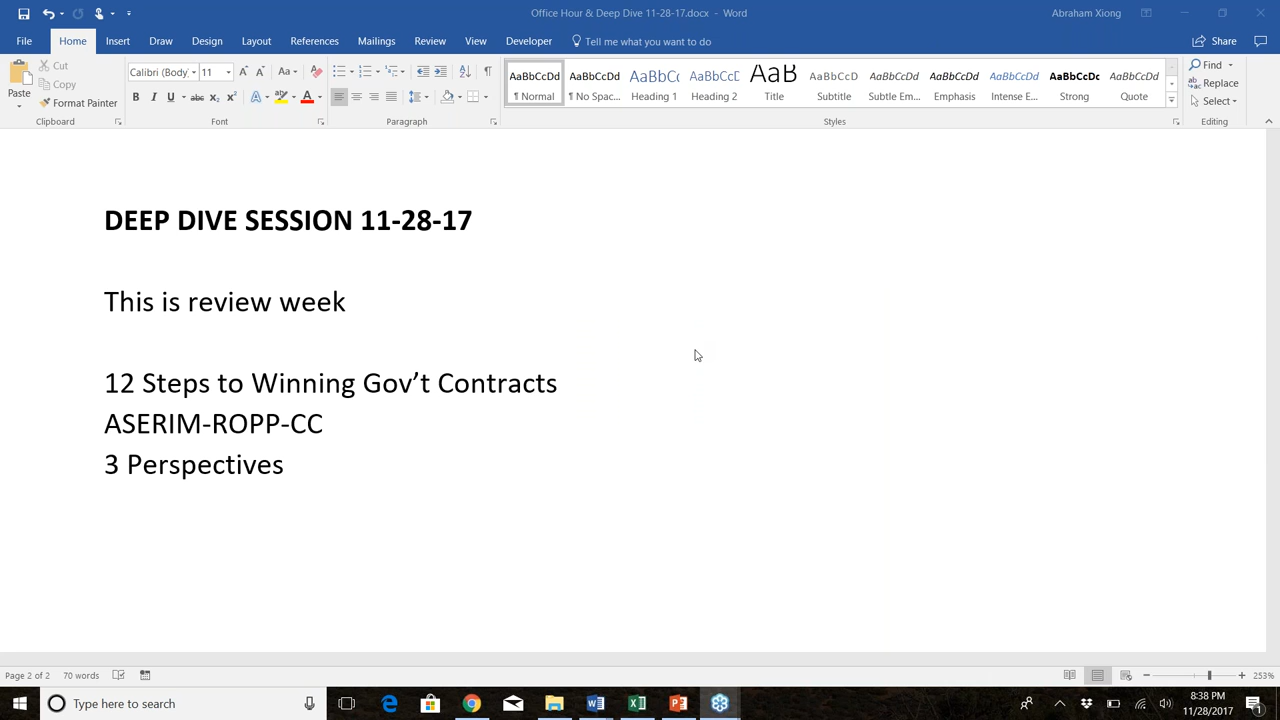 Office Hour & Deep Dive 11-28-17.docx - Word
Abraham Xiong
File Home Insert Draw Design Layout References Mailings Review View Developer Tell me what you want to do Share
Paste
Cut
Copy
Format Painter
Clipboard
Calibri (Body) 11
Font
Paragraph
AaBbCcDd AaBbCcDd AaBbCc AaBbCcD AaB AaBbCcD AaBbCcDd AaBbCcDd AaBbCcDd AaBbCcDc AaBbCcDd
¶ Normal ¶ No Spac... Heading 1 Heading 2 Title Subtitle Subtle Em... Emphasis Intense E... Strong Quote
Styles
Find
Replace
Select
Editing
DEEP DIVE SESSION 11-28-17
This is review week
12 Steps to Winning Gov’t Contracts
ASERIM-ROPP-CC
3 Perspectives
Page 2 of 2 70 words
253%
Type here to search
8:38 PM
11/28/2017